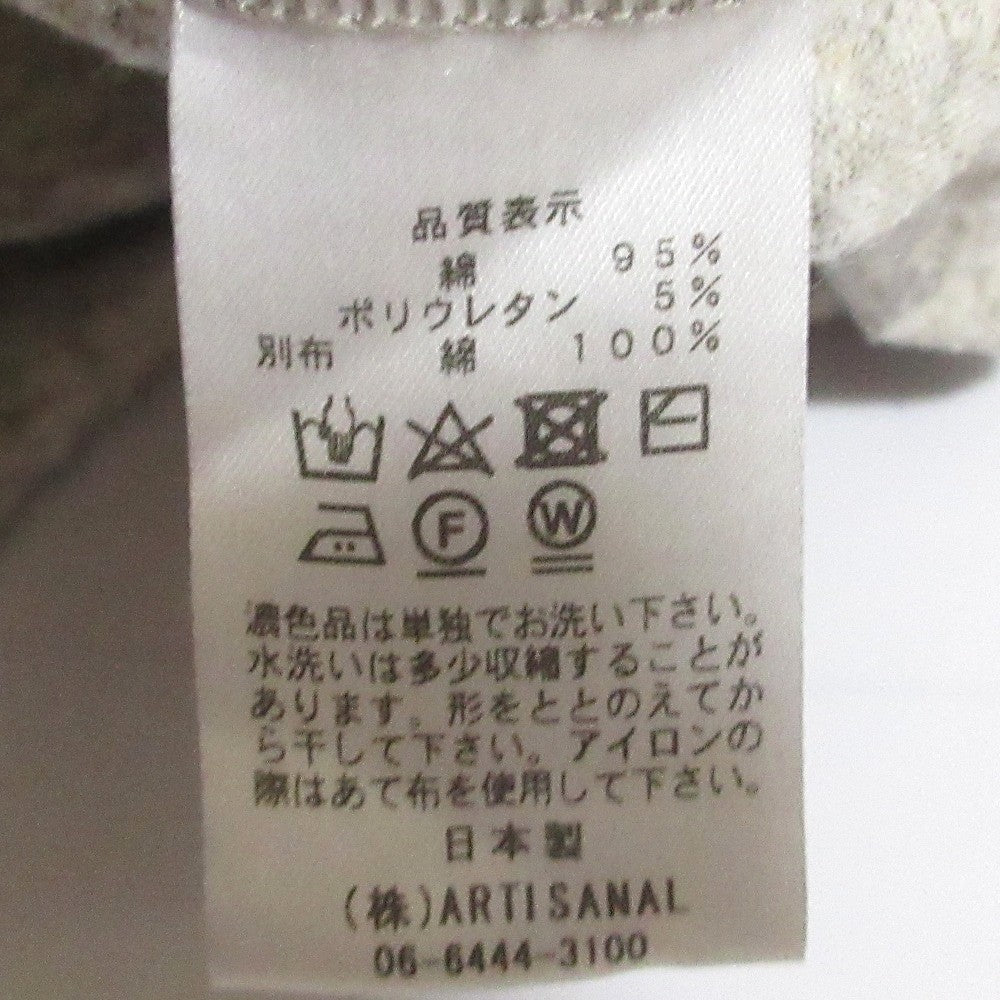 品質表示
綿 95%
ポリウレタン 5%
別布 綿 100%
F W
濃色品は単独でお洗い下さい。
水洗いは多少収縮することが
あります。形をととのえてか
ら干して下さい。アイロンの
際はあて布を使用して下さい。
日本製
(株)ARTISANAL
06-6444-3100